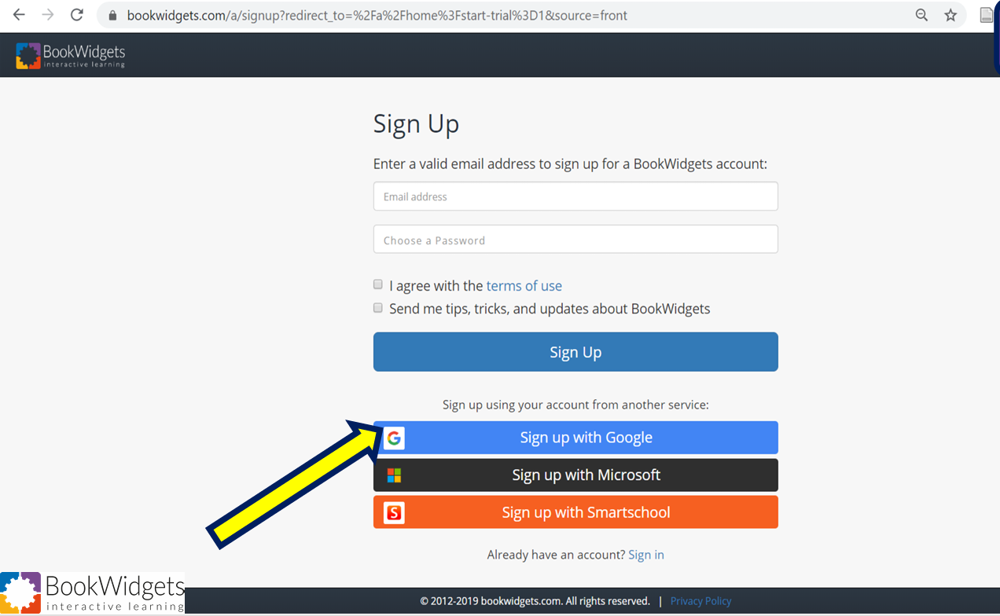 bookwidgets.com/a/signup?redirect_to=%2Fa%2Fhome%3Fstart-trial%3D1&source=front
BookWidgets
interactive learning
Sign Up
Enter a valid email address to sign up for a BookWidgets account:
Email address
Choose a Password
I agree with the terms of use
Send me tips, tricks, and updates about BookWidgets
Sign Up
Sign up using your account from another service:
G Sign up with Google
Sign up with Microsoft
S Sign up with Smartschool
Already have an account? Sign in
BookWidgets
interactive learning
© 2012-2019 bookwidgets.com. All rights reserved. | Privacy Policy